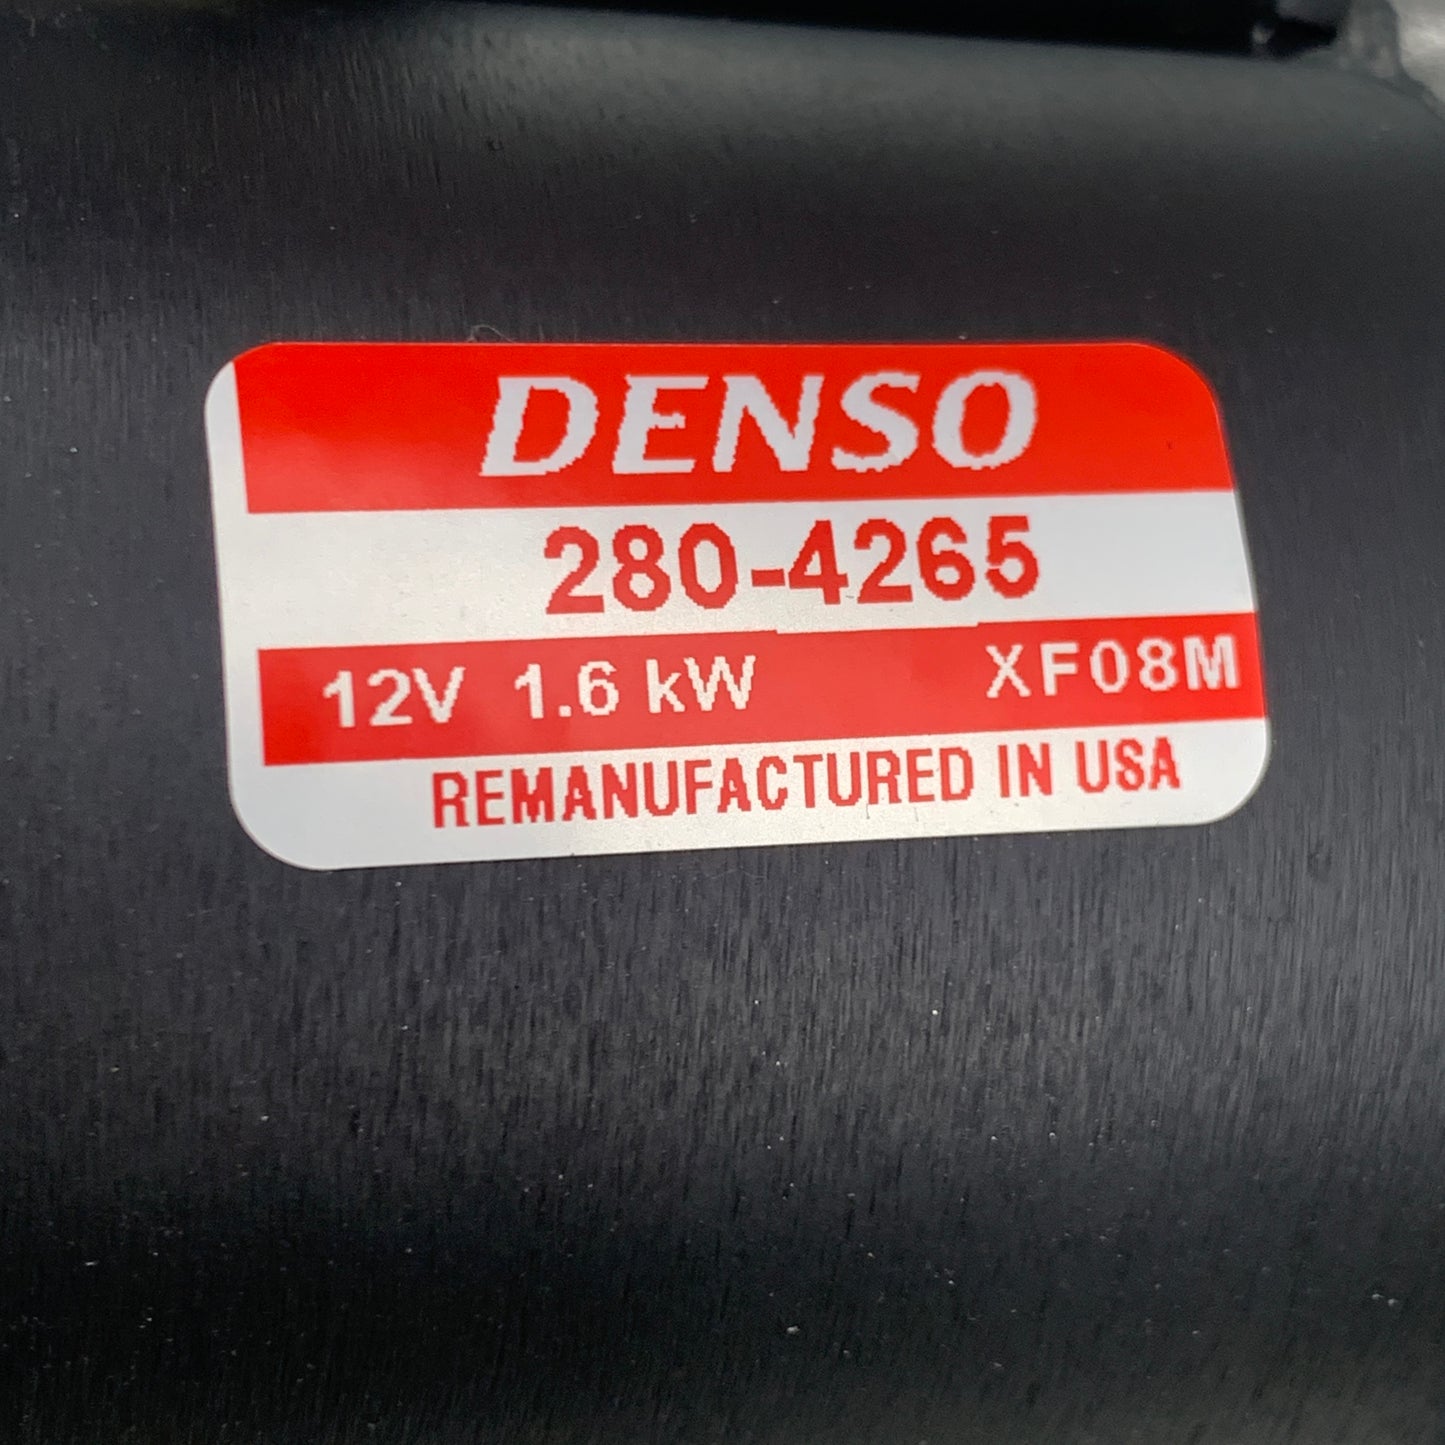 DENSO
280-4265
12V 1.6 kW XF08M
REMANUFACTURED IN USA